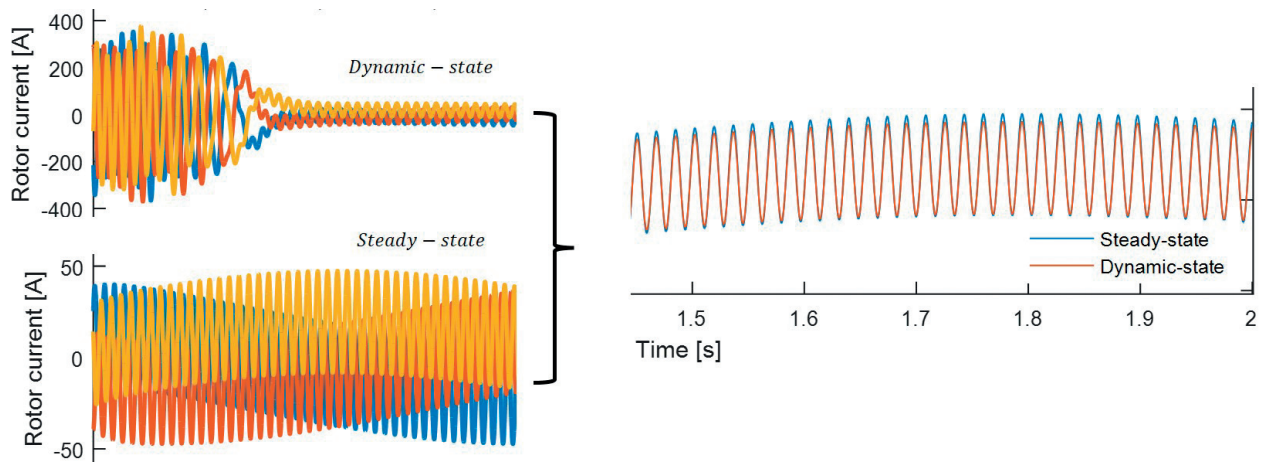 Rotor current [A]
400
200
0
-200
-400
Dynamic – state
Rotor current [A]
50
0
-50
Steady – state
Steady-state
Dynamic-state
1.5
1.6
1.7
1.8
1.9
2
Time [s]